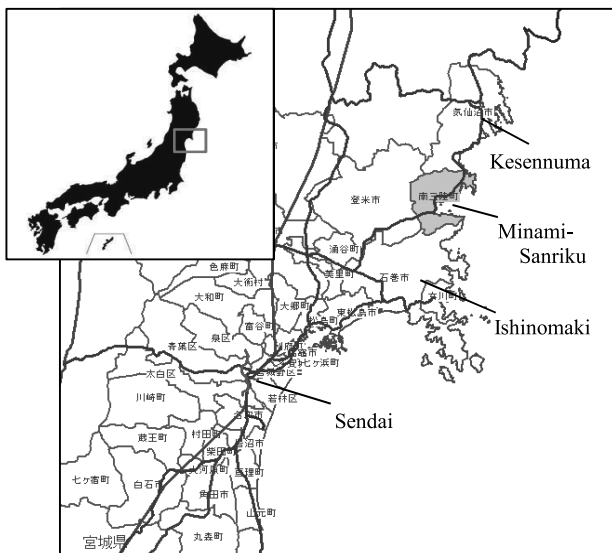 気仙沼市
Kesennuma
南三陸町
登米市
Minami-
Sanriku
涌谷町
色麻町
美里町
石巻市
大衡村
大和町
大郷町
女川町
Ishinomaki
東松島市
松島町
富谷町
泉区
青葉区
七ヶ浜町
太白区
宮城野区
川崎町
若林区
Sendai
名取市
蔵王町
村田町
岩沼市
柴田町
大河原町
亘理町
七ヶ宿町
白石市
角田市
山元町
宮城県
丸森町